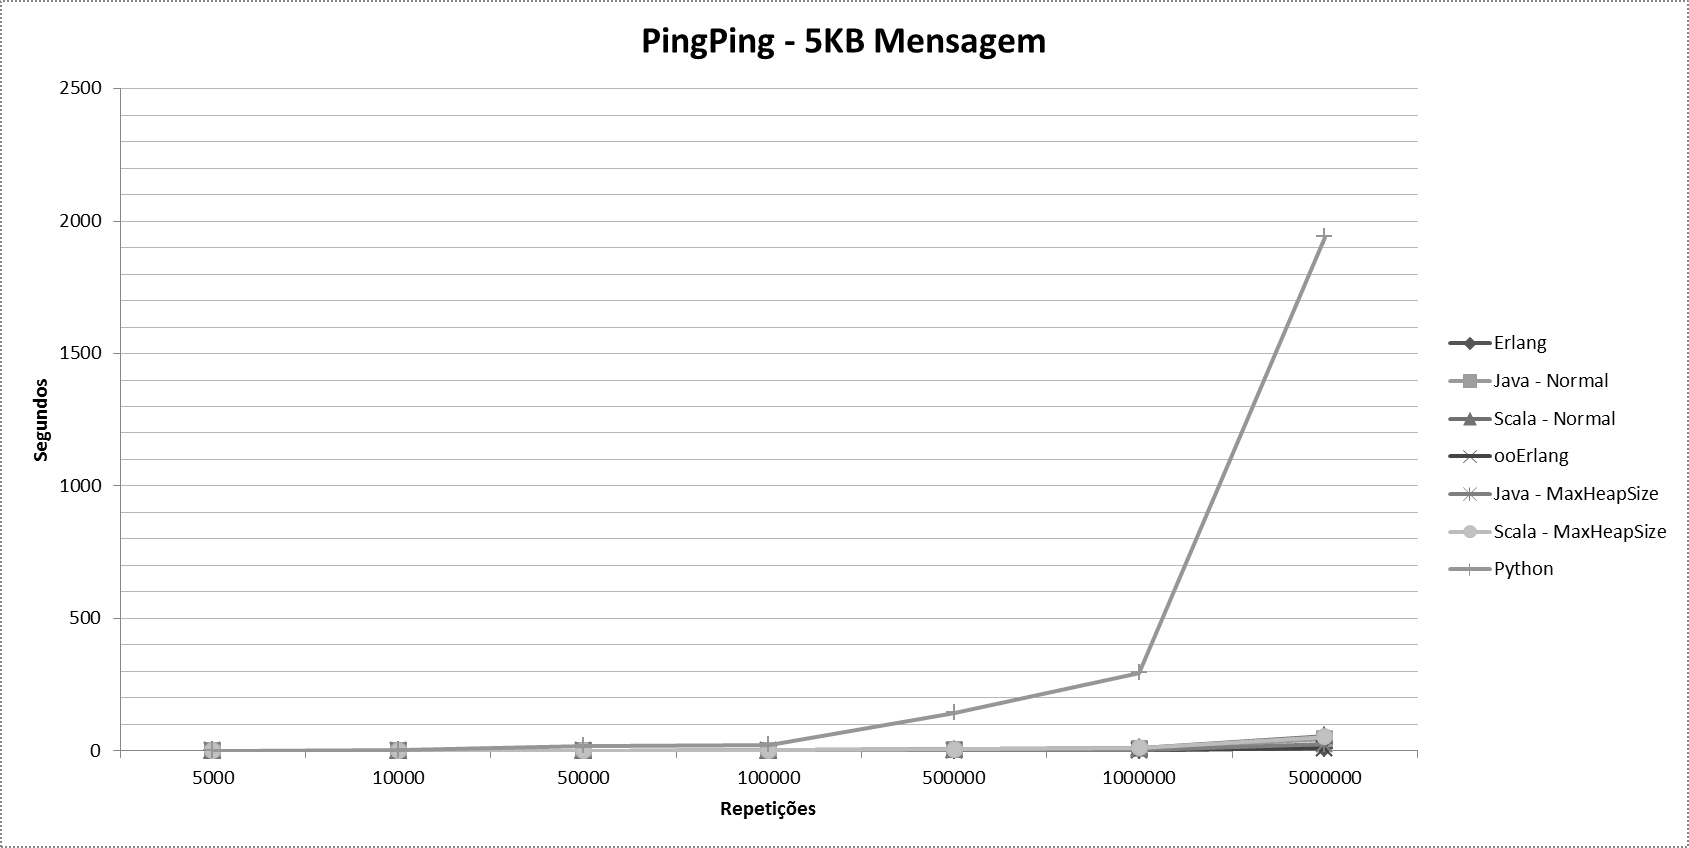 PingPing - 5KB Mensagem
2500
2000
1500
1000
500
0
Segundos
5000 10000 50000 100000 500000 1000000 5000000
Repetições
Erlang
Java - Normal
Scala - Normal
ooErlang
Java - MaxHeapSize
Scala - MaxHeapSize
Python